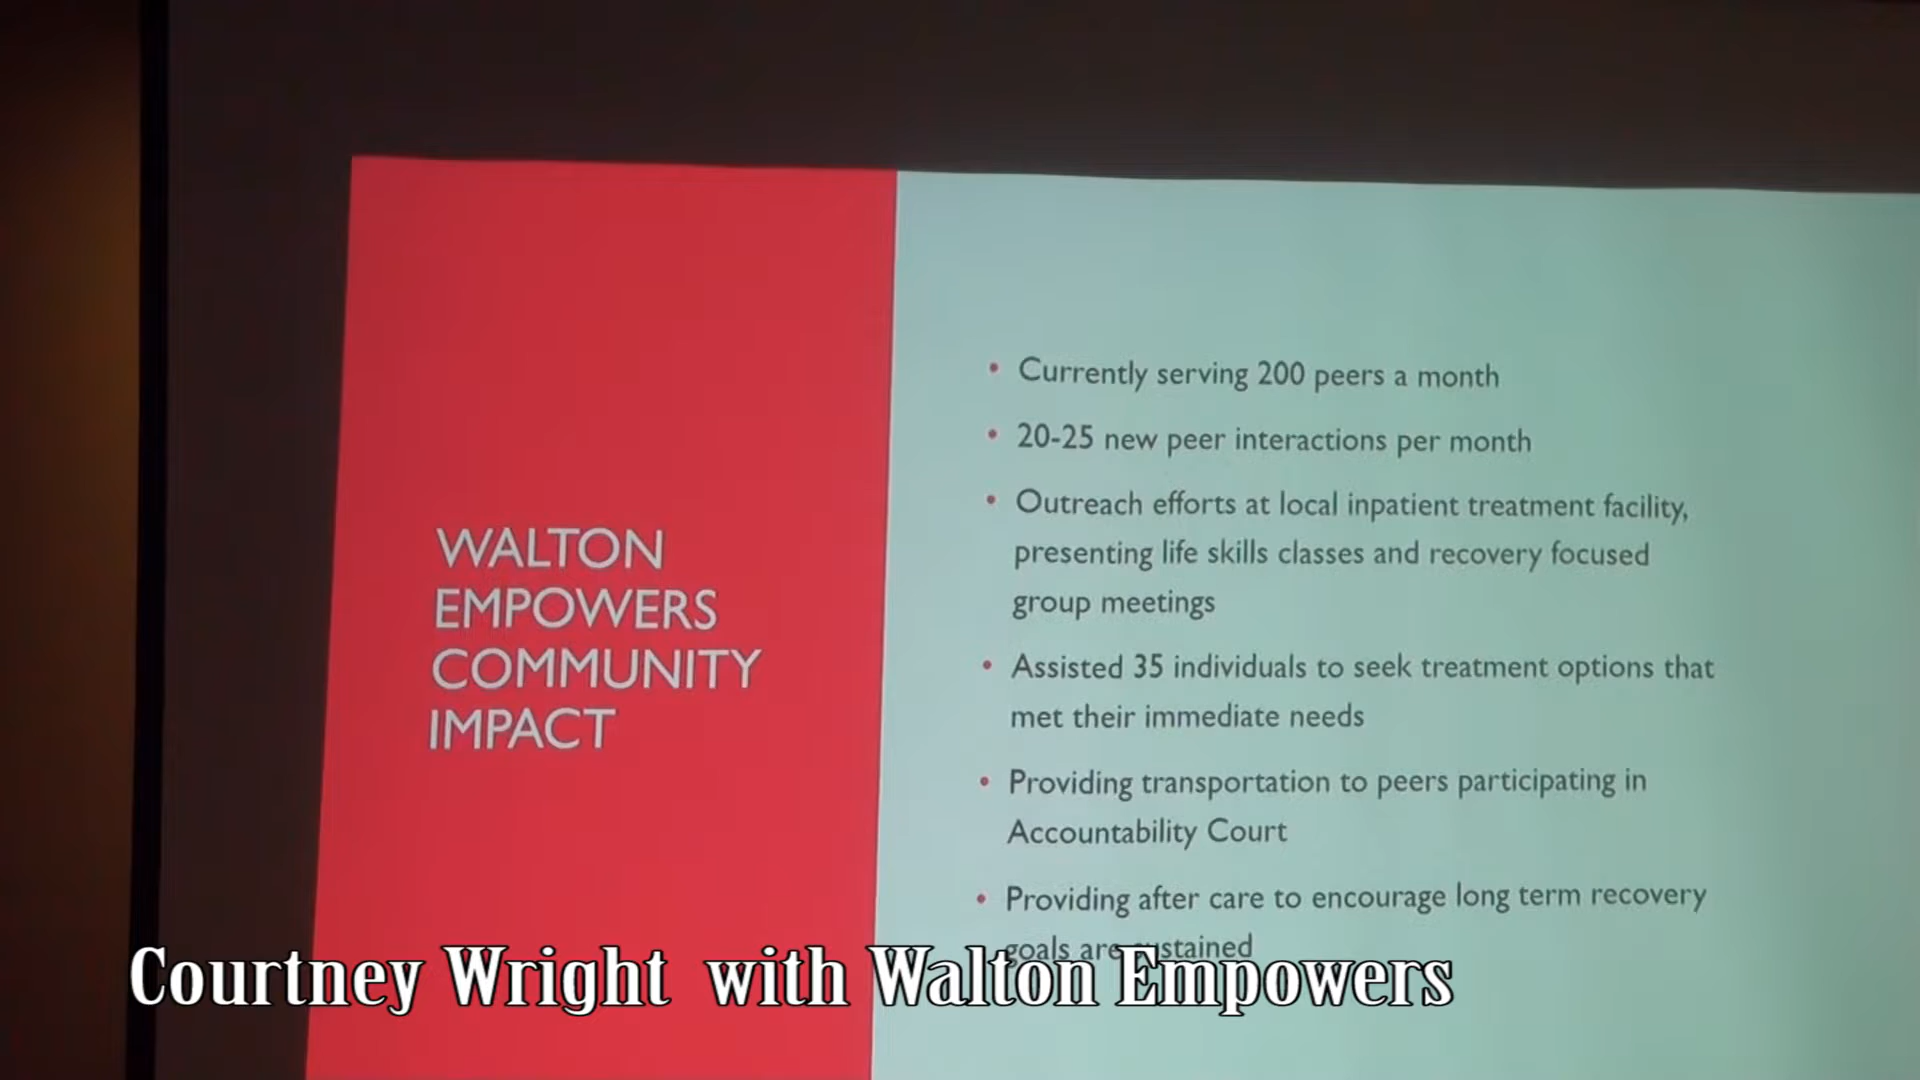 WALTON
EMPOWERS
COMMUNITY
IMPACT
• Currently serving 200 peers a month
• 20-25 new peer interactions per month
• Outreach efforts at local inpatient treatment facility,
presenting life skills classes and recovery focused
group meetings
• Assisted 35 individuals to seek treatment options that
met their immediate needs
• Providing transportation to peers participating in
Accountability Court
• Providing after care to encourage long term recovery
goals are sustained
Courtney Wright with Walton Empowers